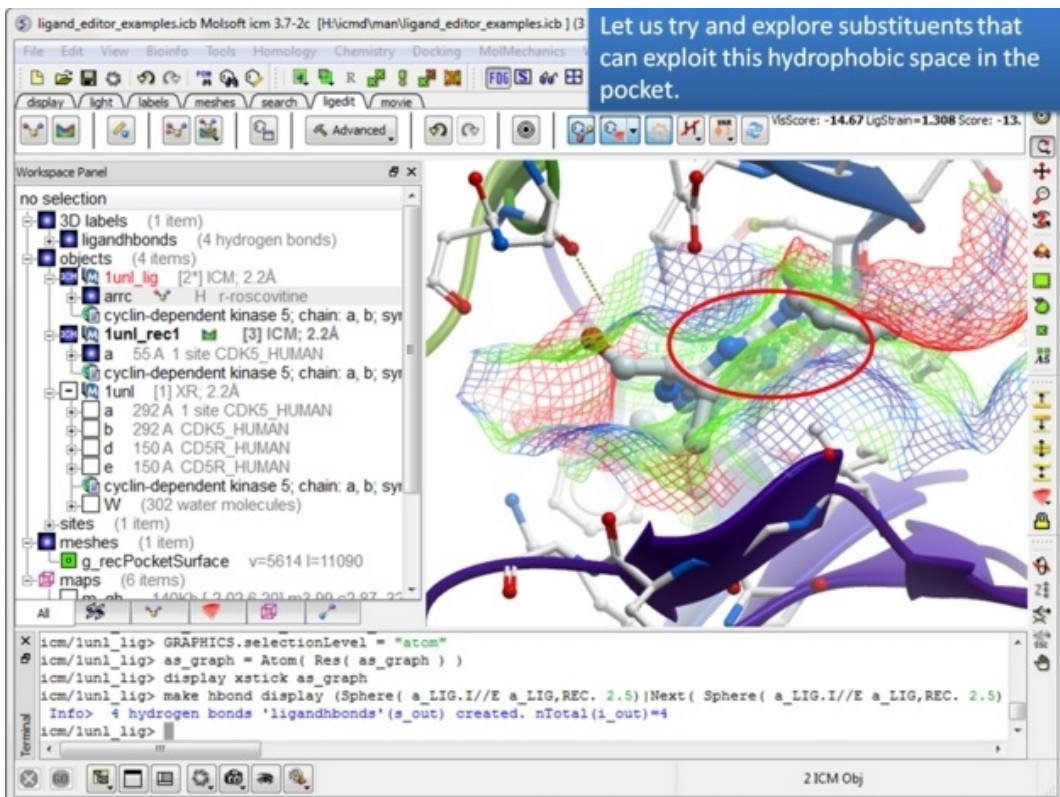 ligand_editor_examples.icb Molsoft icm 3.7-2c [H:\icmd\man\ligand_editor_examples.icb ] (3
Let us try and explore substituents that
can exploit this hydrophobic space in the
pocket.
File Edit View Bioinfo Tools Homology Chemistry Docking MolMechanics
PDB
R
FOG
display light labels meshes search ligedit movie
Advanced
VlsScore: -14.67 LigStrain=1.308 Score: -13.
Workspace Panel
no selection
3D labels (1 item)
ligandhbonds (4 hydrogen bonds)
objects (4 items)
1unl_lig [2*] ICM; 2.2Å
arrc H r-roscovitine
cyclin-dependent kinase 5; chain: a, b; syr
1unl_rec1 [3] ICM; 2.2Å
a 55 A 1 site CDK5_HUMAN
cyclin-dependent kinase 5; chain: a, b; syr
1unl [1] XR; 2.2Å
a 292 A 1 site CDK5_HUMAN
b 292 A CDK5_HUMAN
d 150 A CD5R_HUMAN
e 150 A CD5R_HUMAN
cyclin-dependent kinase 5; chain: a, b; syr
W (302 water molecules)
sites (1 item)
meshes (1 item)
g_recPocketSurface v=5614 l=11090
maps (6 items)
All
AS
icm/1unl_lig> GRAPHICS.selectionLevel = "atom"
icm/1unl_lig> as_graph = Atom( Res( as_graph ) )
icm/1unl_lig> display xstick as_graph
icm/1unl_lig> make hbond display (Sphere( a_LIG.I//E a_LIG,REC. 2.5)|Next( Sphere( a_LIG.I//E a_LIG,REC. 2.5)
Info> 4 hydrogen bonds 'ligandhbonds'(s_out) created. nTotal(i_out)=4
icm/1unl_lig>
Terminal
GO
2 ICM Obj